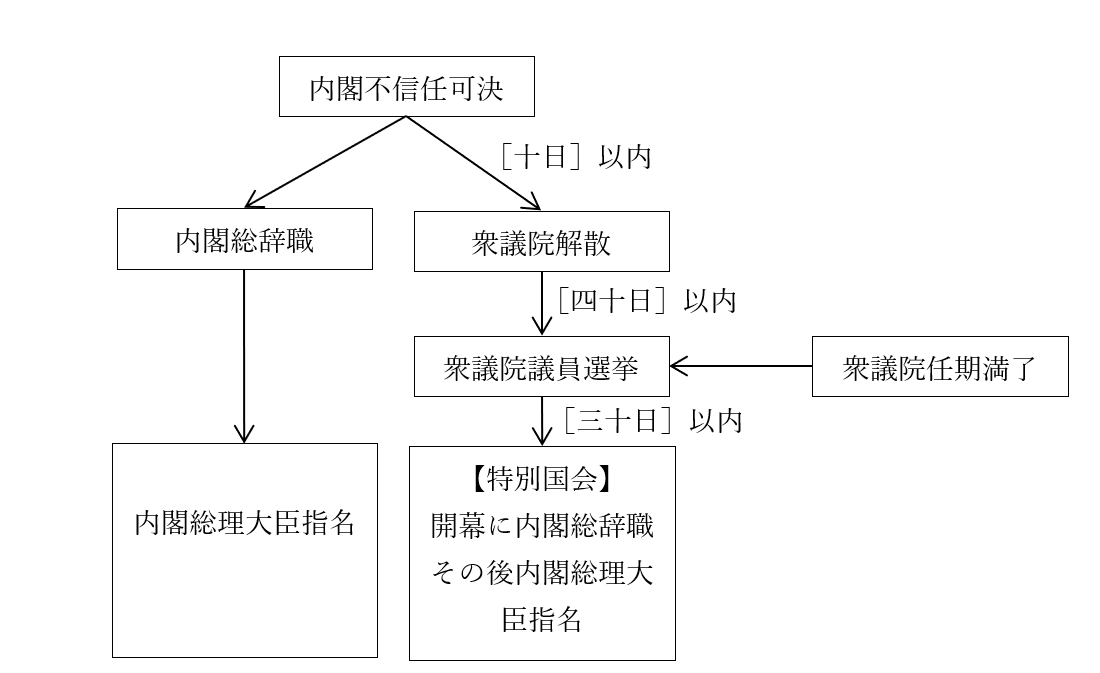 内閣不信任可決
［十日］以内
内閣総辞職
衆議院解散
［四十日］以内
衆議院議員選挙
衆議院任期満了
［三十日］以内
内閣総理大臣指名
【特別国会】
開幕に内閣総辞職
その後内閣総理大
臣指名